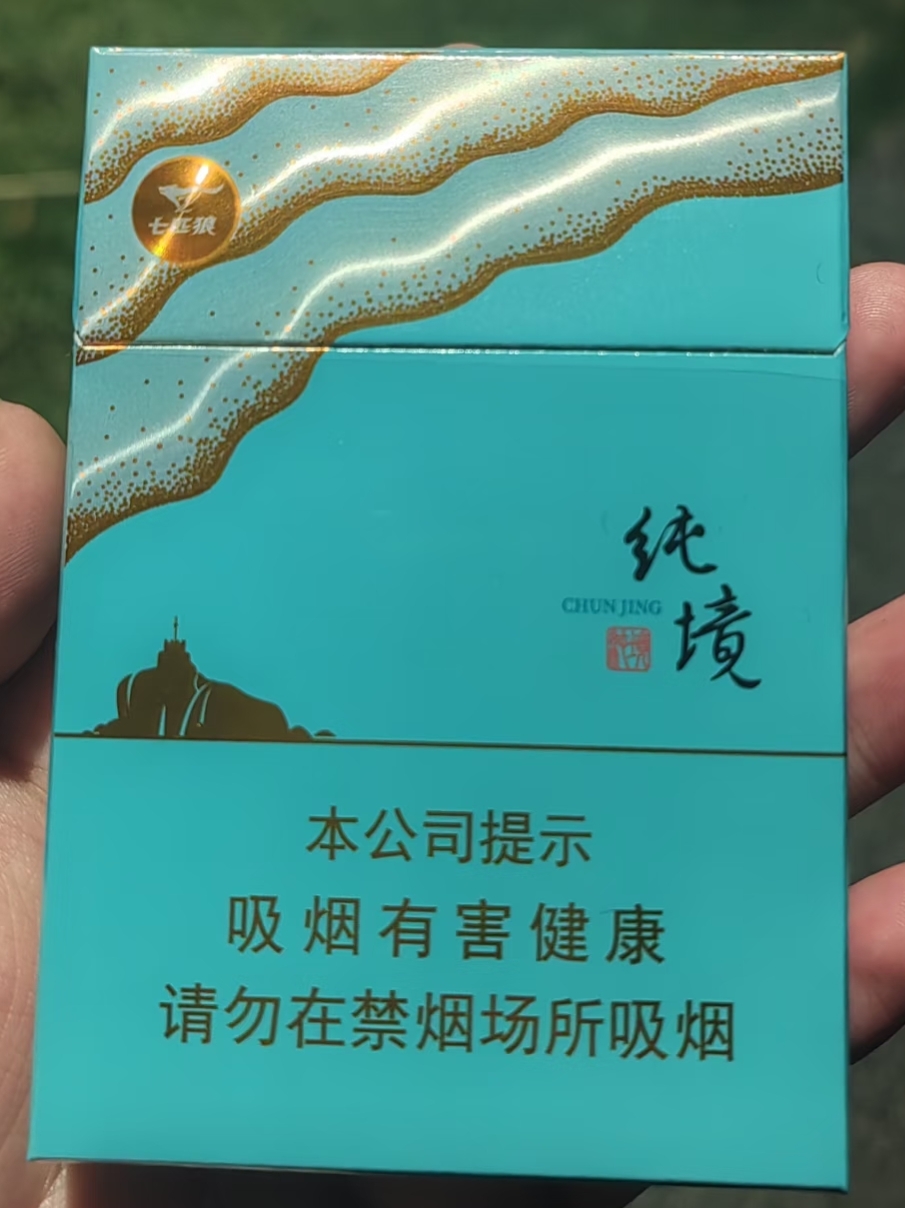 七匹狼
纯境
CHUN JING
本公司提示
吸烟有害健康
请勿在禁烟场所吸烟